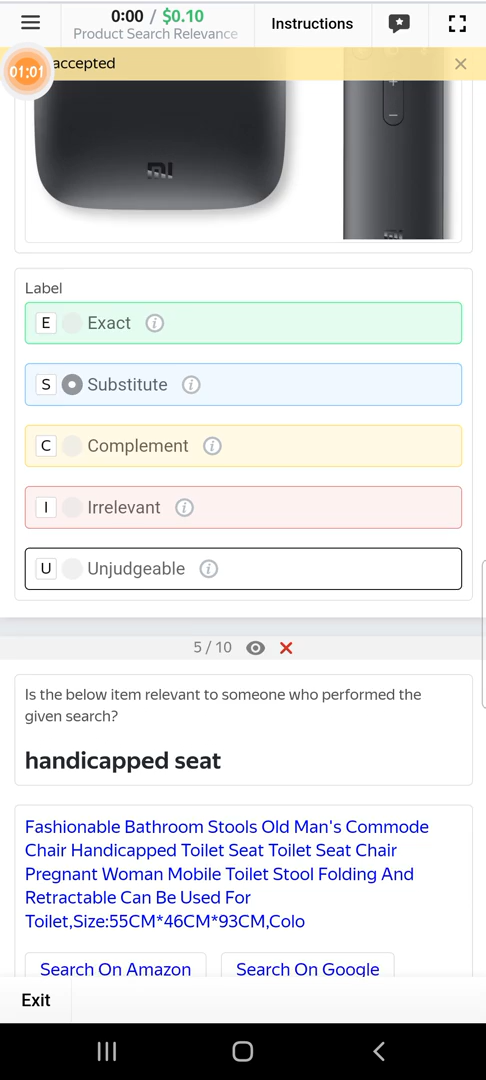 0:00 / $0.10
Product Search Relevance
Instructions
01:01
accepted
mi
Label
E Exact
S Substitute
C Complement
I Irrelevant
U Unjudgeable
5 / 10
Is the below item relevant to someone who performed the
given search?
handicapped seat
Fashionable Bathroom Stools Old Man's Commode
Chair Handicapped Toilet Seat Toilet Seat Chair
Pregnant Woman Mobile Toilet Stool Folding And
Retractable Can Be Used For
Toilet,Size:55CM*46CM*93CM,Colo
Search On Amazon Search On Google
Exit